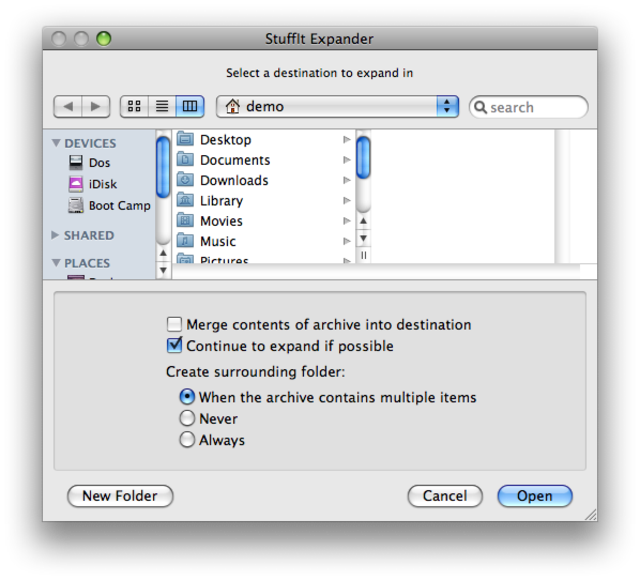 StuffIt Expander
Select a destination to expand in
demo
search
DEVICES
Dos
iDisk
Boot Camp
SHARED
PLACES
Desktop
Documents
Downloads
Library
Movies
Music
Pictures
Merge contents of archive into destination
Continue to expand if possible
Create surrounding folder:
When the archive contains multiple items
Never
Always
New Folder
Cancel
Open